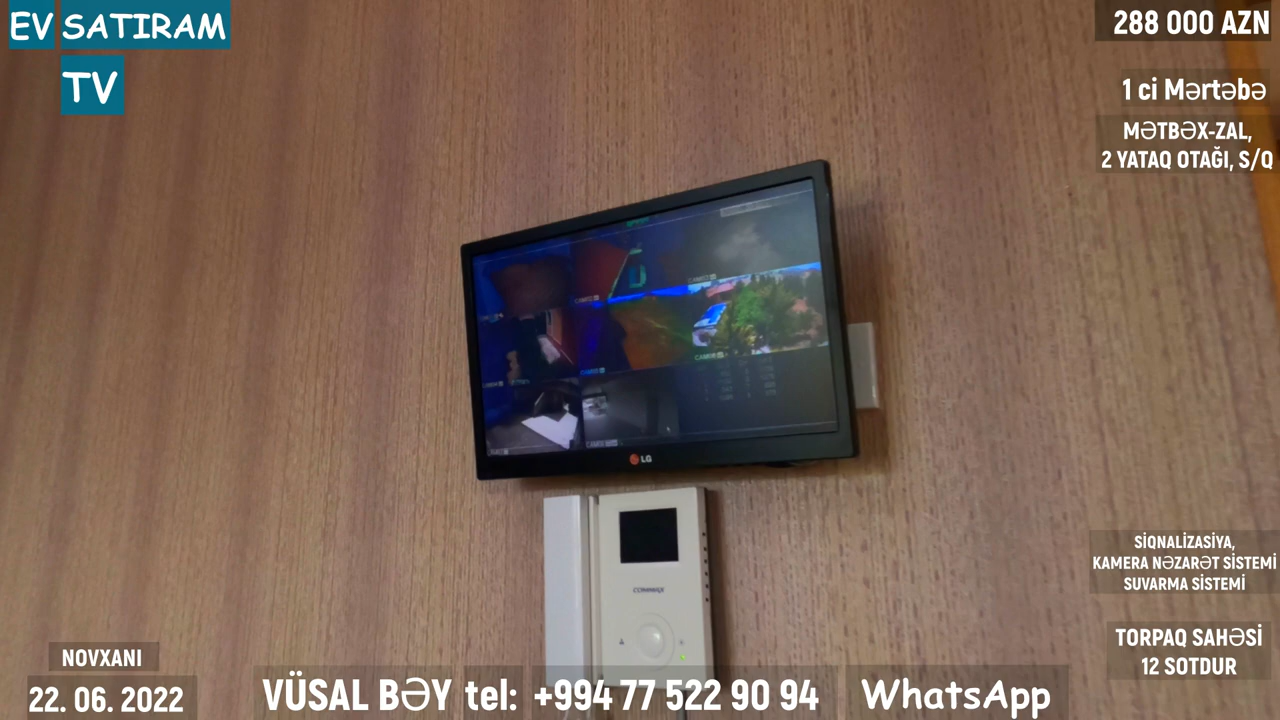 EV SATIRAM
TV
288 000 AZN
1 ci Mərtəbə
MƏTBƏX-ZAL,
2 YATAQ OTAĞI, S/Q
LG
COMMAX
SİQNALİZASİYA,
KAMERA NƏZARƏT SİSTEMİ
SUVARMA SİSTEMİ
TORPAQ SAHƏSİ
12 SOTDUR
NOVXANI
22. 06. 2022
VÜSAL BƏY tel: +994 77 522 90 94 WhatsApp